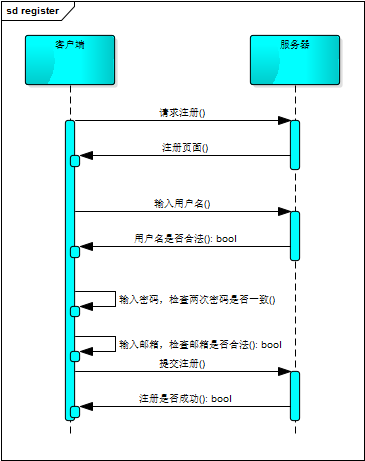 sd register
客户端 服务器
请求注册()
注册页面()
输入用户名()
用户名是否合法(): bool
输入密码，检查两次密码是否一致()
输入邮箱，检查邮箱是否合法(): bool
提交注册()
注册是否成功(): bool